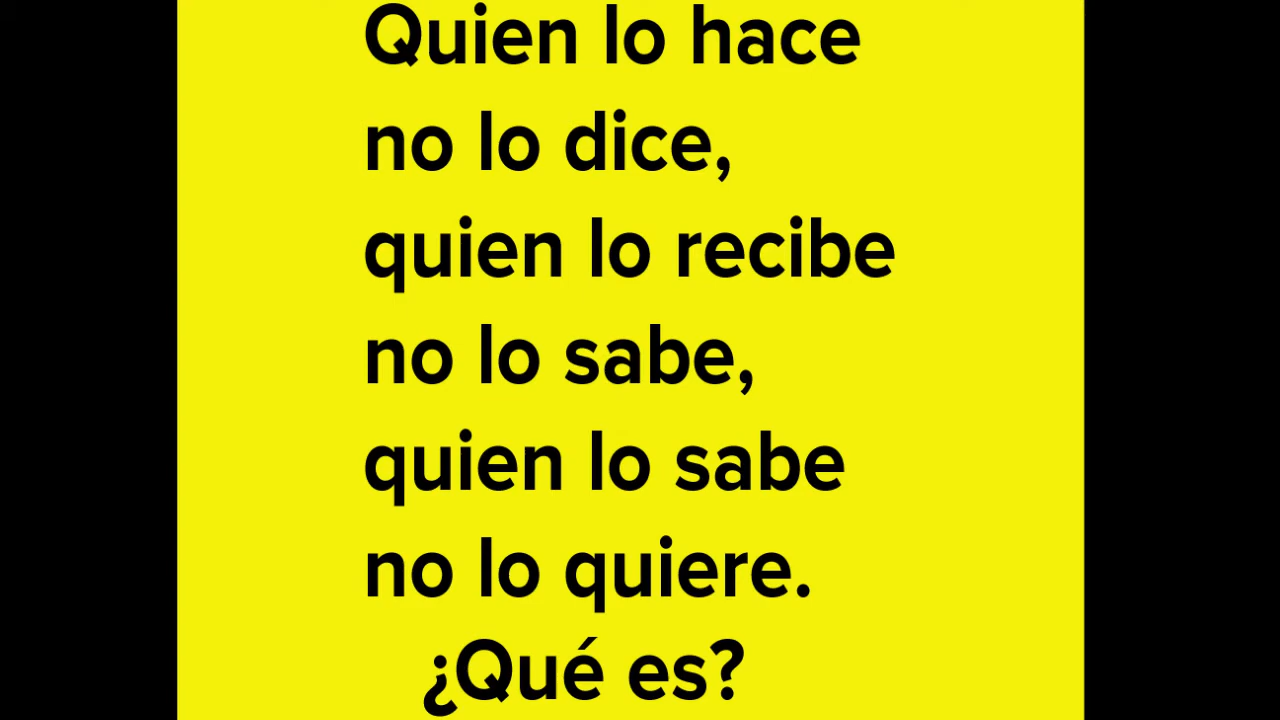 Quien lo hace
no lo dice,
quien lo recibe
no lo sabe,
quien lo sabe
no lo quiere.
¿Qué es?